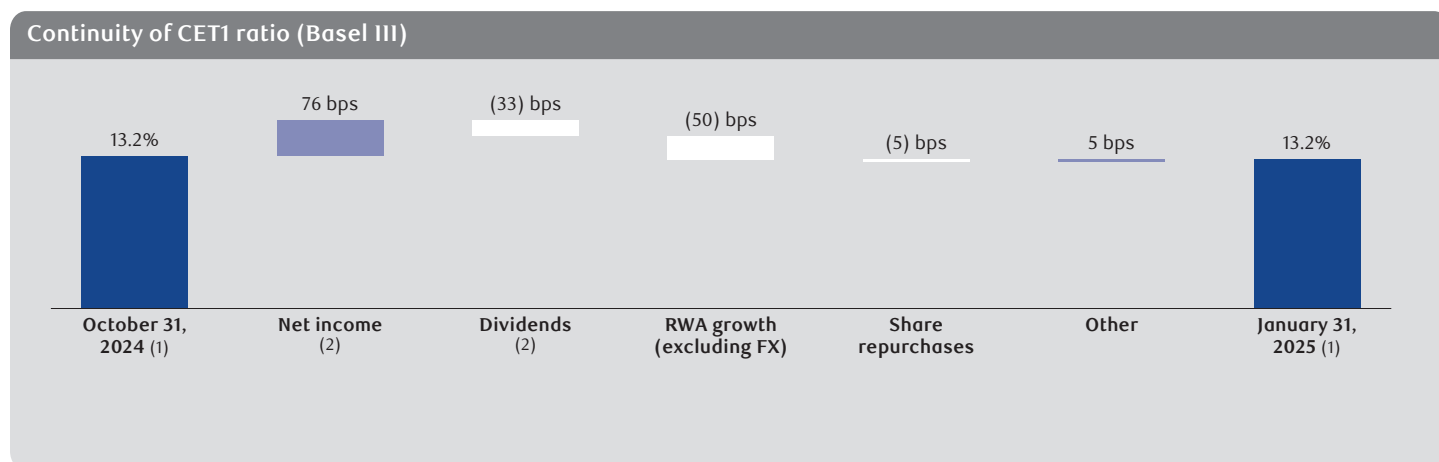 Continuity of CET1 ratio (Basel III)
13.2%
76 bps
(33) bps
(50) bps
(5) bps
5 bps
13.2%
October 31,
2024 (1)
Net income
(2)
Dividends
(2)
RWA growth
(excluding FX)
Share
repurchases
Other
January 31,
2025 (1)